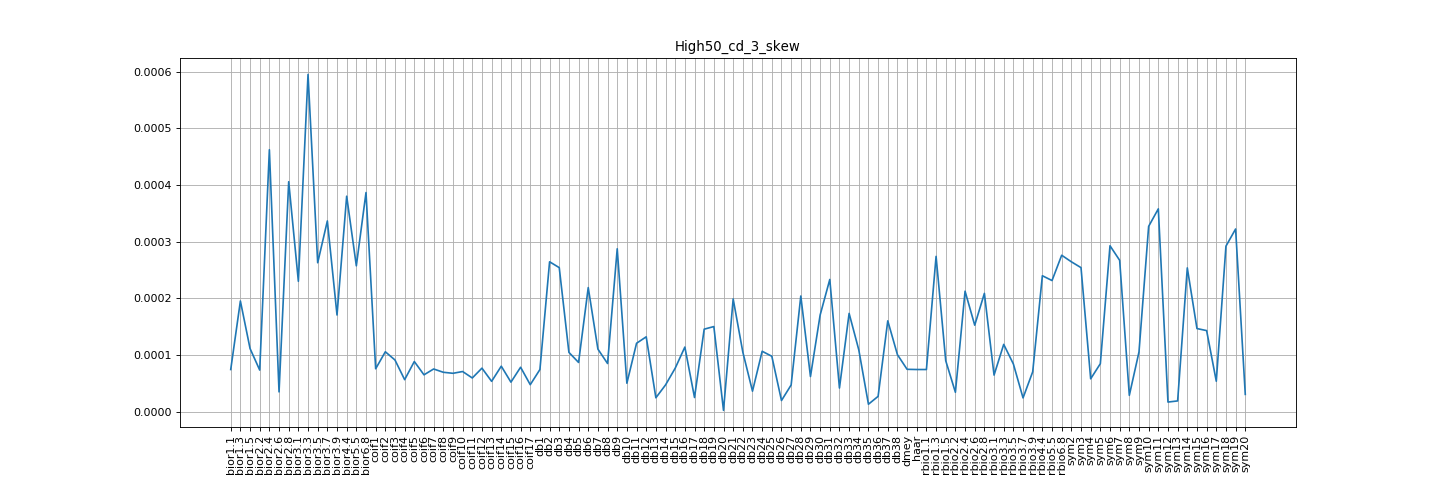 High50_cd_3_skew
0.0006
0.0005
0.0004
0.0003
0.0002
0.0001
0.0000
bior1.1
bior1.3
bior1.5
bior2.2
bior2.4
bior2.6
bior2.8
bior3.1
bior3.3
bior3.5
bior3.7
bior3.9
bior4.4
bior5.5
bior6.8
coif1
coif2
coif3
coif4
coif5
coif6
coif7
coif8
coif9
coif10
coif11
coif12
coif13
coif14
coif15
coif16
coif17
db1
db2
db3
db4
db5
db6
db7
db8
db9
db10
db11
db12
db13
db14
db15
db16
db17
db18
db19
db20
db21
db22
db23
db24
db25
db26
db27
db28
db29
db30
db31
db32
db33
db34
db35
db36
db37
db38
dmey
haar
rbio1.1
rbio1.3
rbio1.5
rbio2.2
rbio2.4
rbio2.6
rbio2.8
rbio3.1
rbio3.3
rbio3.5
rbio3.7
rbio3.9
rbio4.4
rbio5.5
rbio6.8
sym2
sym3
sym4
sym5
sym6
sym7
sym8
sym9
sym10
sym11
sym12
sym13
sym14
sym15
sym16
sym17
sym18
sym19
sym20